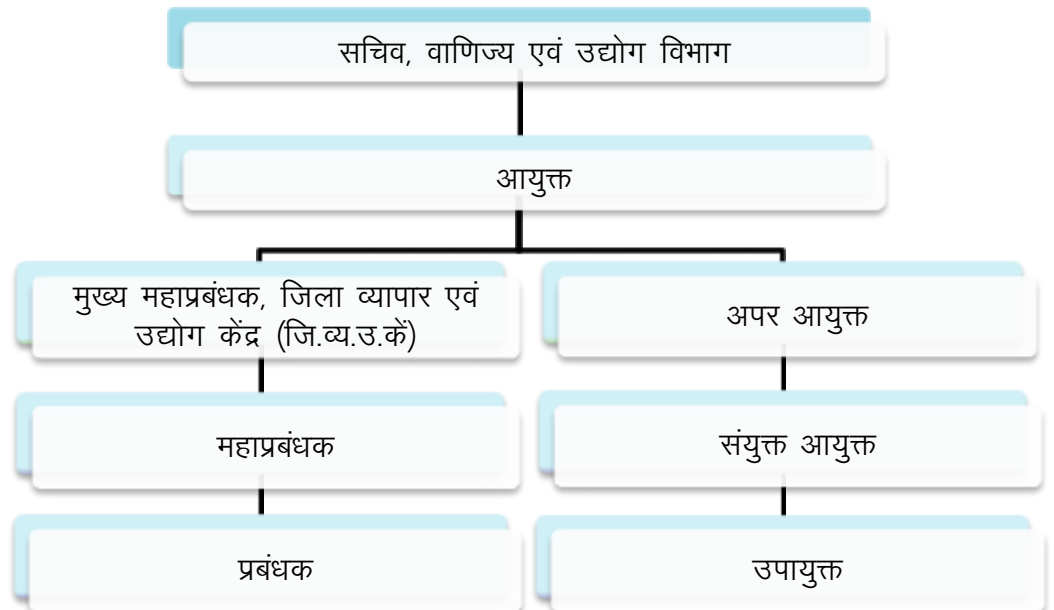 सचिव, वाणिज्य एवं उद्योग विभाग
आयुक्त
मुख्य महाप्रबंधक, जिला व्यापार एवं
उद्योग केंद्र (जि.व्य.उ.कें)
अपर आयुक्त
महाप्रबंधक
संयुक्त आयुक्त
प्रबंधक
उपायुक्त